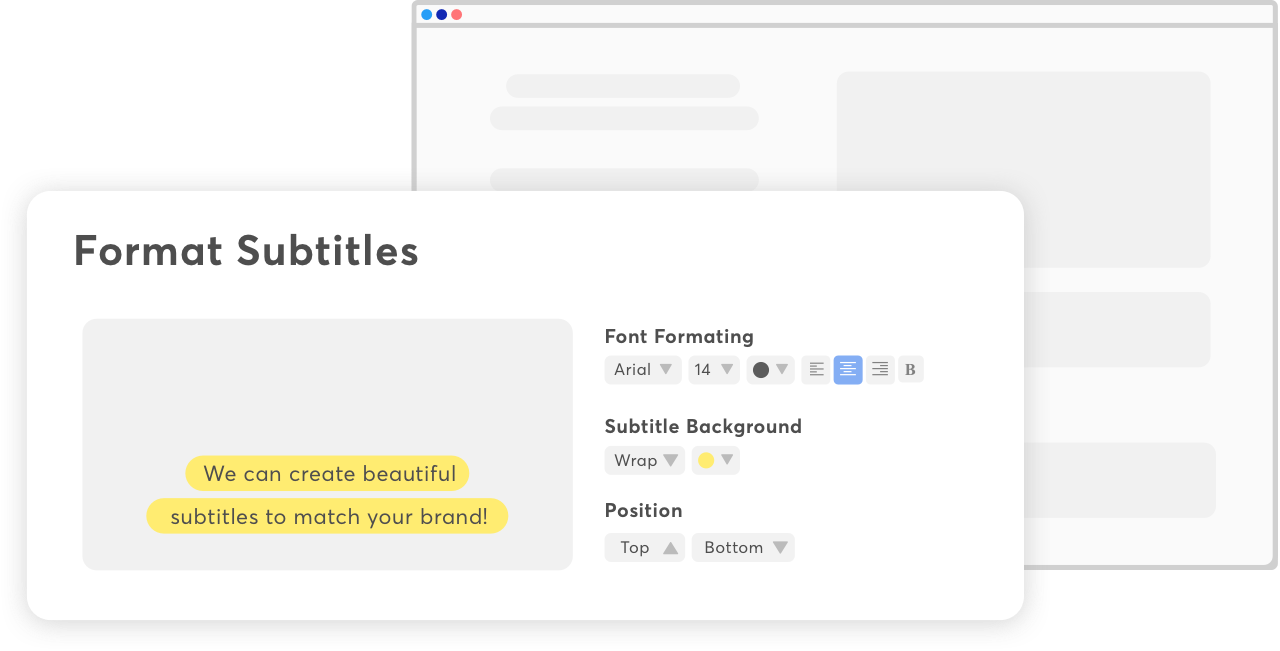 Format Subtitles
We can create beautiful
subtitles to match your brand!
Font Formating
Arial 14 B
Subtitle Background
Wrap
Position
Top Bottom